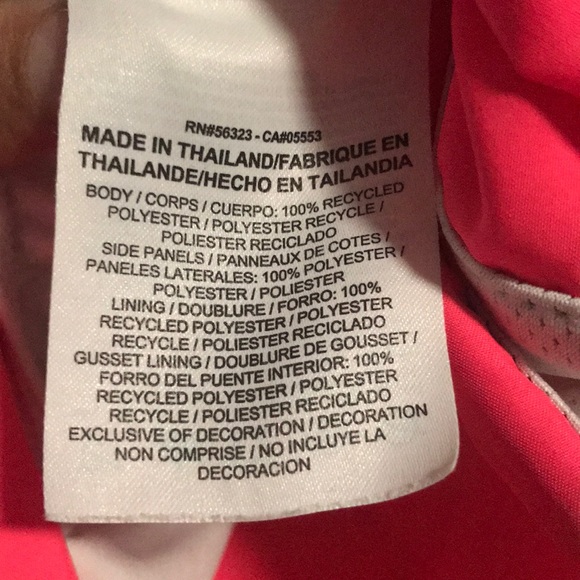 RN#56323 - CA#05553
MADE IN THAILAND/FABRIQUE EN
THAILANDE/HECHO EN TAILANDIA
BODY / CORPS / CUERPO: 100% RECYCLED
POLYESTER / POLYESTER RECYCLE /
POLIESTER RECICLADO
SIDE PANELS / PANNEAUX DE COTES /
PANELES LATERALES: 100% POLYESTER /
POLYESTER / POLIESTER
LINING / DOUBLURE / FORRO: 100%
RECYCLED POLYESTER / POLYESTER
RECYCLE / POLIESTER RECICLADO
GUSSET LINING / DOUBLURE DE GOUSSET /
FORRO DEL PUENTE INTERIOR: 100%
RECYCLED POLYESTER / POLYESTER
RECYCLE / POLIESTER RECICLADO
EXCLUSIVE OF DECORATION / DECORATION
NON COMPRISE / NO INCLUYE LA
DECORACION